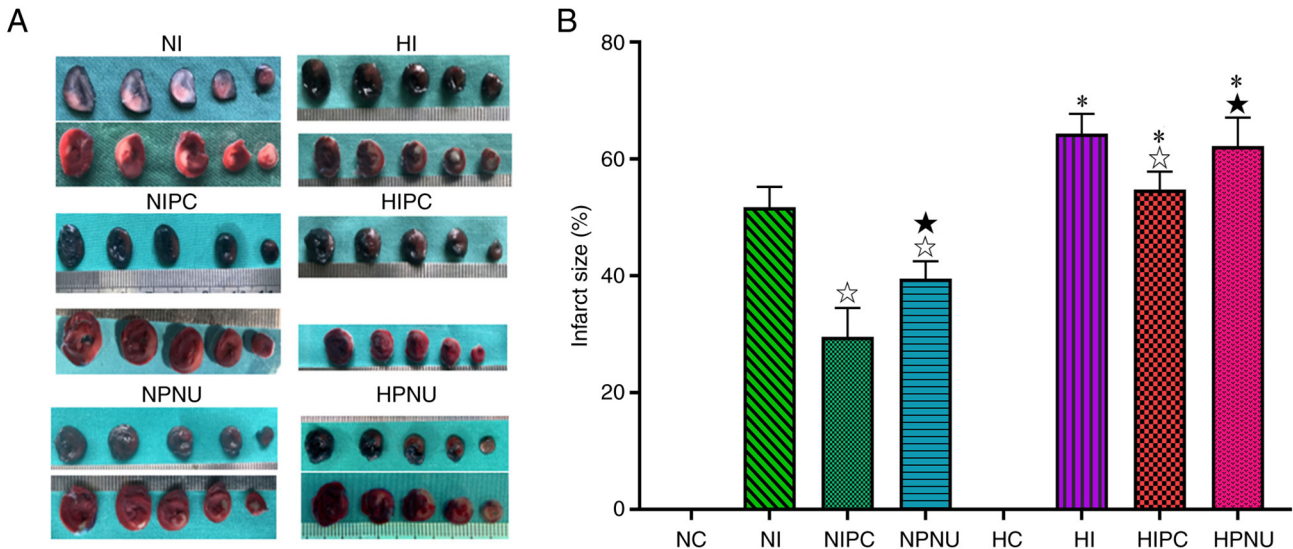 A
NI
HI
NIPC
HIPC
NPNU
HPNU
B
Infarct size (%)
80
60
40
20
0
*
*
*
★
☆
★
☆
☆
NC
NI
NIPC
NPNU
HC
HI
HIPC
HPNU